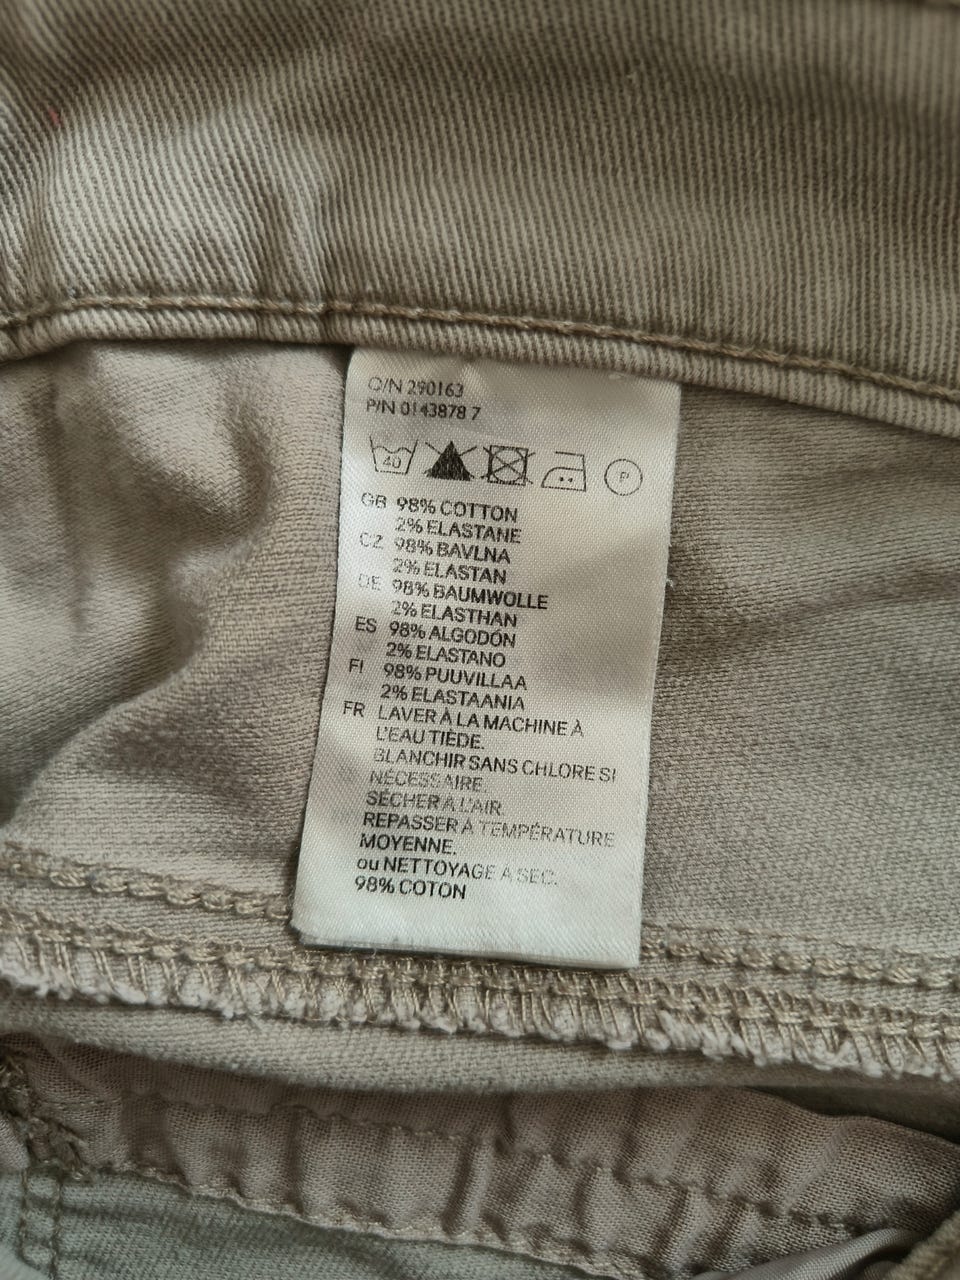 O/N 290163
P/N 0143878 7
40 P
GB 98% COTTON
2% ELASTANE
CZ 98% BAVLNA
2% ELASTAN
DE 98% BAUMWOLLE
2% ELASTHAN
ES 98% ALGODÓN
2% ELASTANO
FI 98% PUUVILLAA
2% ELASTAANIA
FR LAVER À LA MACHINE À
L'EAU TIÈDE.
BLANCHIR SANS CHLORE SI
NÉCESSAIRE.
SÉCHER A L'AIR.
REPASSER À TEMPÉRATURE
MOYENNE.
ou NETTOYAGE A SEC.
98% COTON